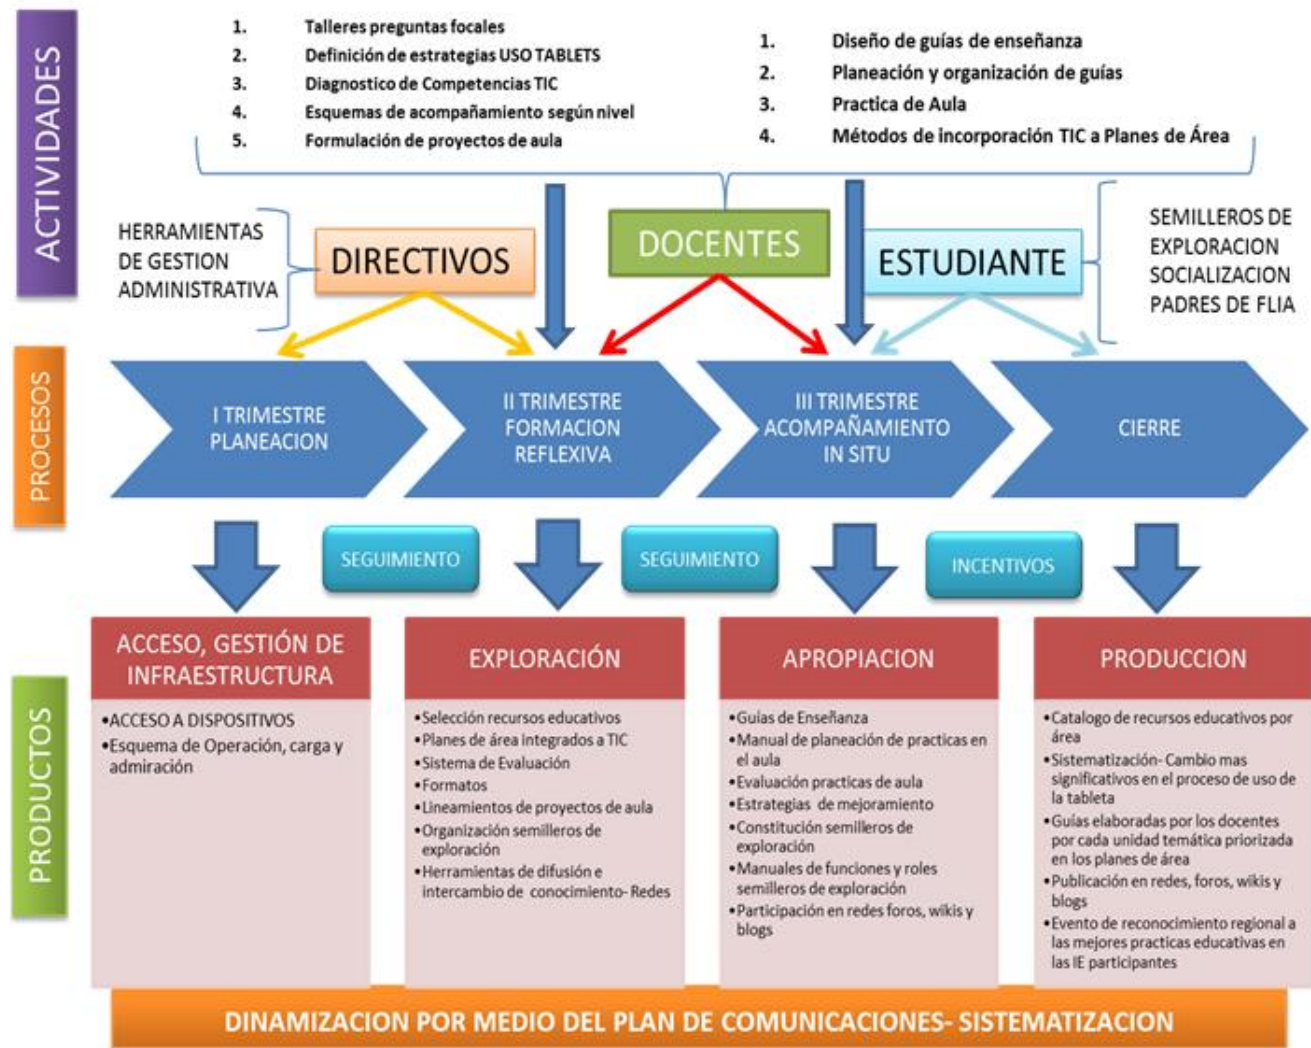 ACTIVIDADES
1. Talleres preguntas focales
2. Definición de estrategias USO TABLETS
3. Diagnostico de Competencias TIC
4. Esquemas de acompañamiento según nivel
5. Formulación de proyectos de aula
1. Diseño de guías de enseñanza
2. Planeación y organización de guías
3. Practica de Aula
4. Métodos de incorporación TIC a Planes de Área
HERRAMIENTAS
DE GESTION
ADMINISTRATIVA
DIRECTIVOS
DOCENTES
ESTUDIANTE
SEMILLEROS DE
EXPLORACION
SOCIALIZACION
PADRES DE FLIA
PROCESOS
I TRIMESTRE
PLANEACION
II TRIMESTRE
FORMACION
REFLEXIVA
III TRIMESTRE
ACOMPAÑAMIENTO
IN SITU
CIERRE
SEGUIMIENTO
SEGUIMIENTO
INCENTIVOS
PRODUCTOS
ACCESO, GESTIÓN DE
INFRAESTRUCTURA
•ACCESO A DISPOSITIVOS
•Esquema de Operación, carga y
admiración
EXPLORACIÓN
•Selección recursos educativos
•Planes de área integrados a TIC
•Sistema de Evaluación
•Formatos
•Lineamientos de proyectos de aula
•Organización semilleros de
exploración
•Herramientas de difusión e
intercambio de conocimiento- Redes
APROPIACION
•Guías de Enseñanza
•Manual de planeación de practicas en
el aula
•Evaluación practicas de aula
•Estrategias de mejoramiento
•Constitución semilleros de
exploración
•Manuales de funciones y roles
semilleros de exploración
•Participación en redes foros, wikis y
blogs
PRODUCCION
•Catalogo de recursos educativos por
área
•Sistematización- Cambio mas
significativos en el proceso de uso de
la tableta
•Guías elaboradas por los docentes
por cada unidad temática priorizada
en los planes de área
•Publicación en redes, foros, wikis y
blogs
•Evento de reconocimiento regional a
las mejores practicas educativas en
las IE participantes
DINAMIZACION POR MEDIO DEL PLAN DE COMUNICACIONES- SISTEMATIZACION